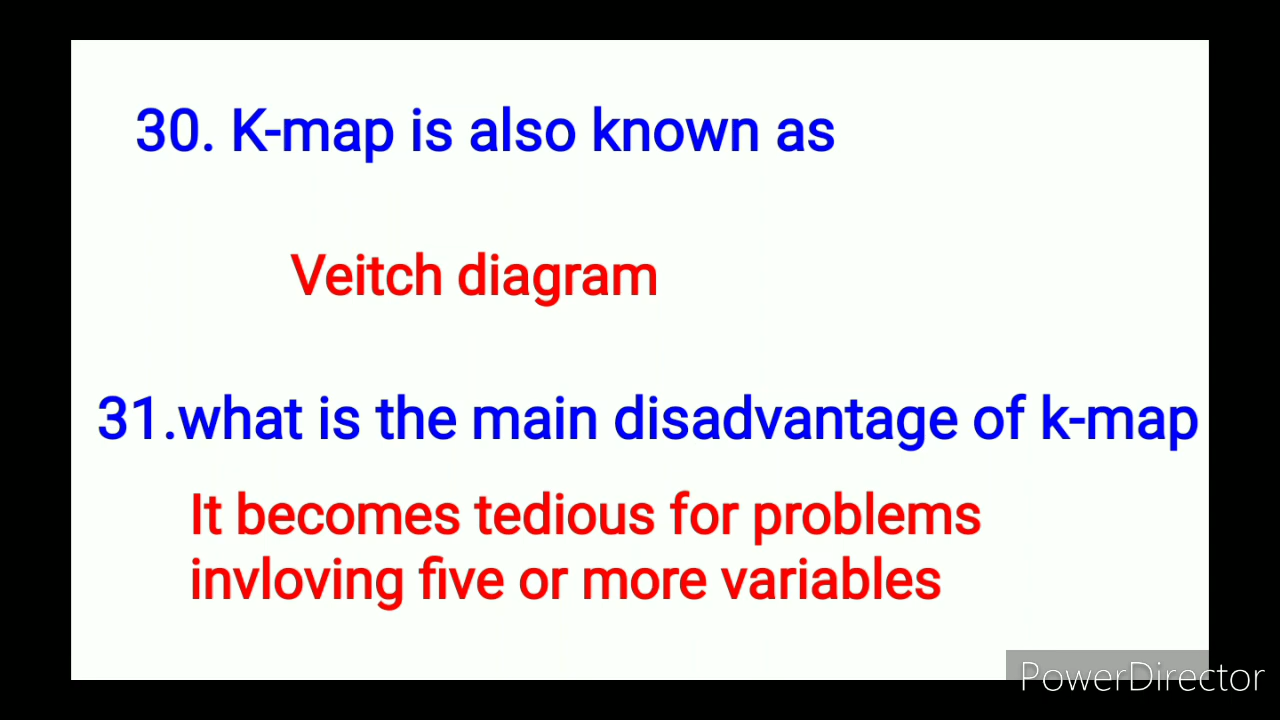 30. K-map is also known as
Veitch diagram
31.what is the main disadvantage of k-map
It becomes tedious for problems
invloving five or more variables
PowerDirector